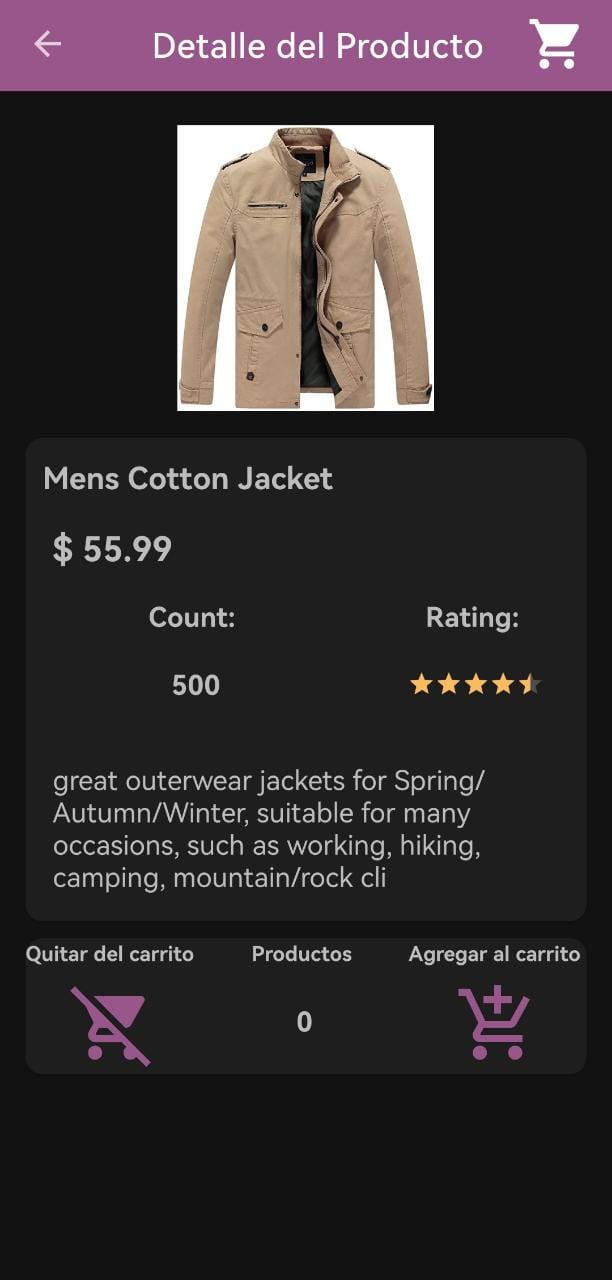 Detalle del Producto
Mens Cotton Jacket
$ 55.99
Count:
Rating:
500
great outerwear jackets for Spring/
Autumn/Winter, suitable for many
occasions, such as working, hiking,
camping, mountain/rock cli
Quitar del carrito
Productos
Agregar al carrito
0